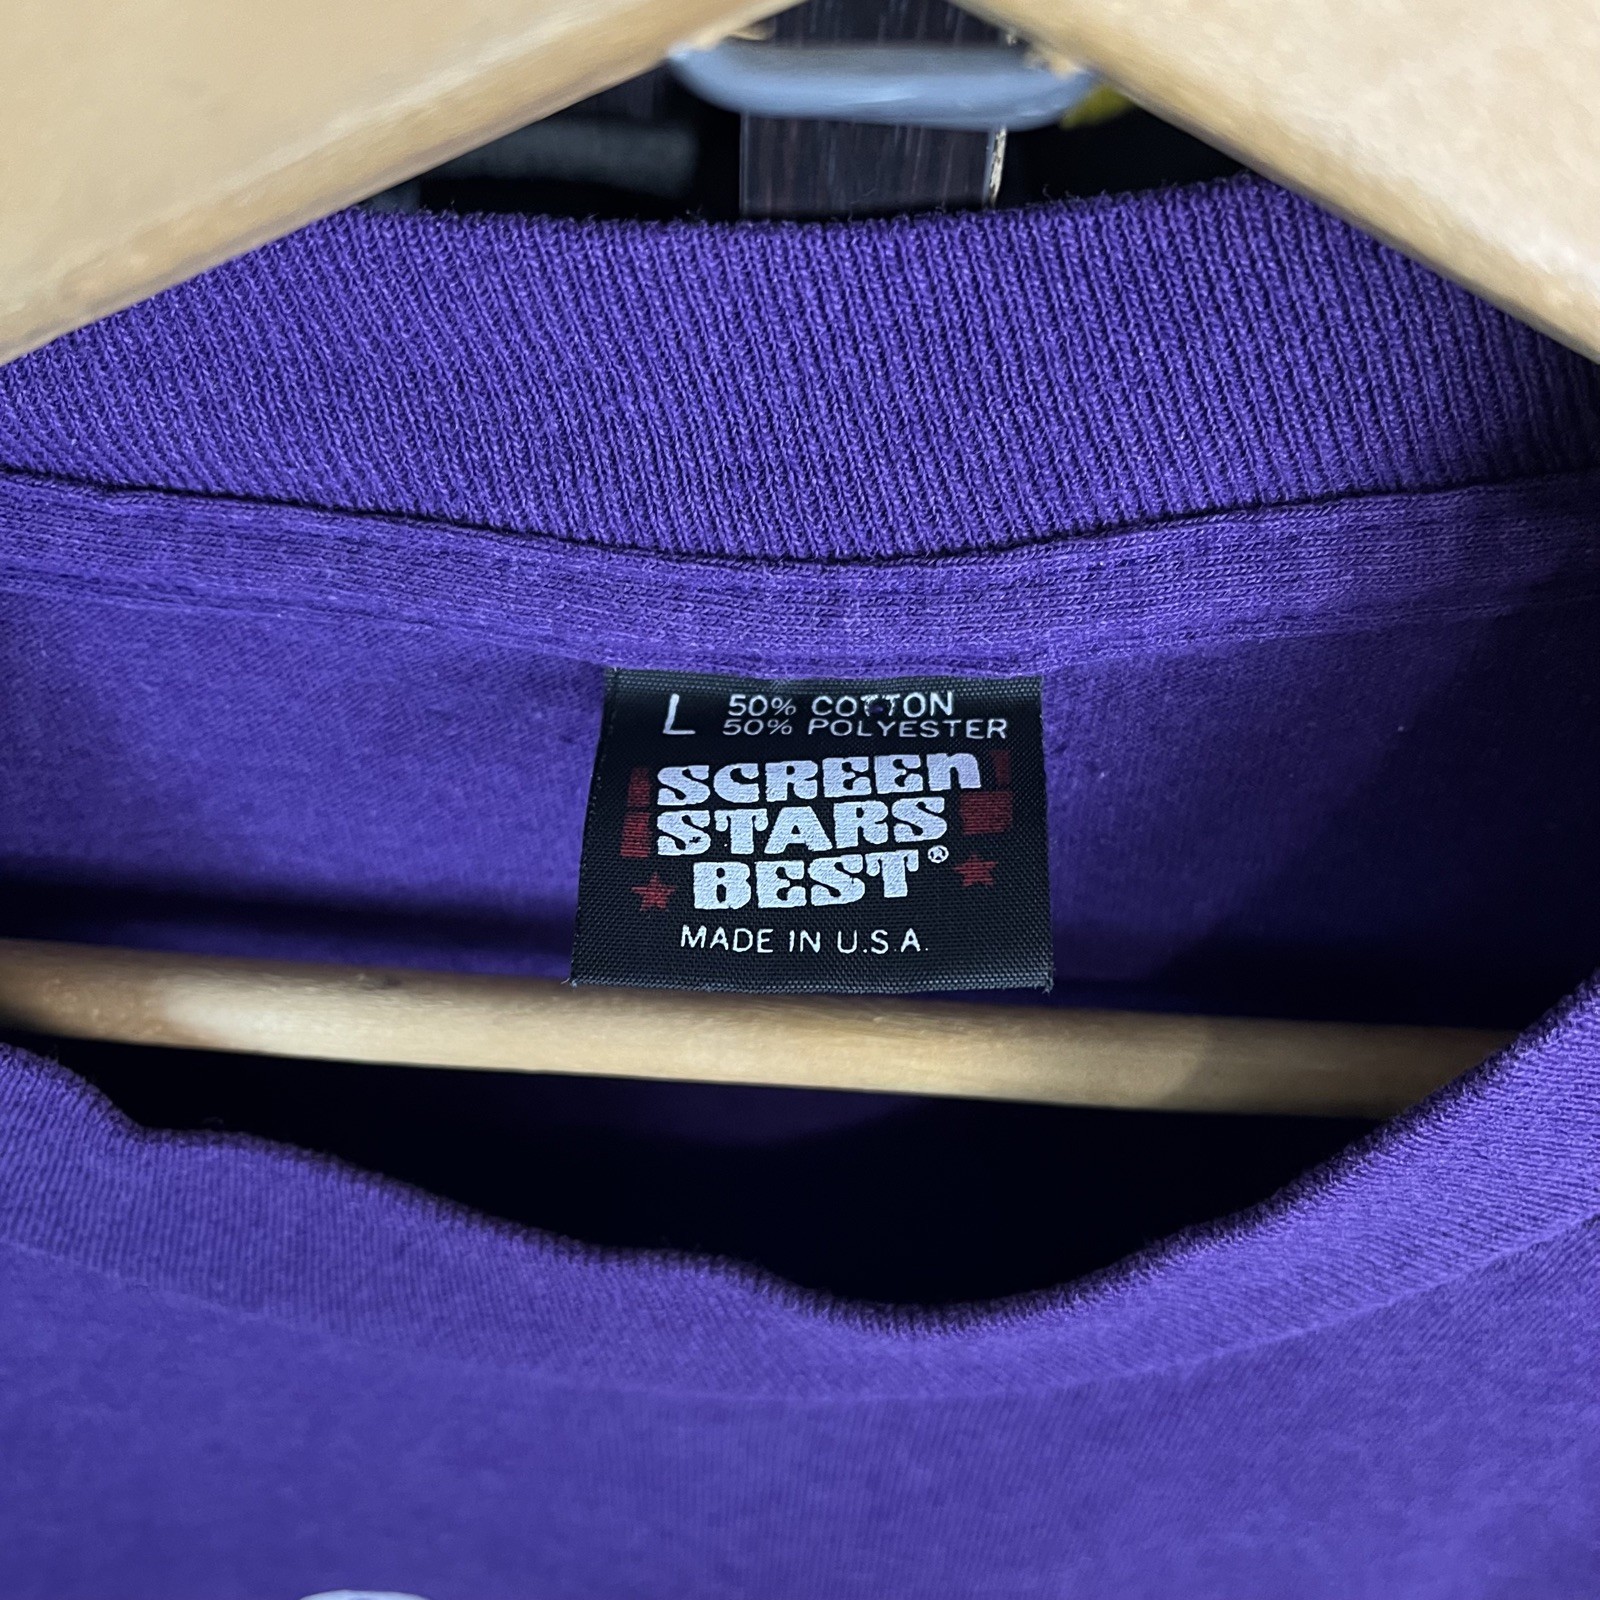 L 50% COTTON
50% POLYESTER
SCREEn
STARS
BEST®
MADE IN U.S.A.